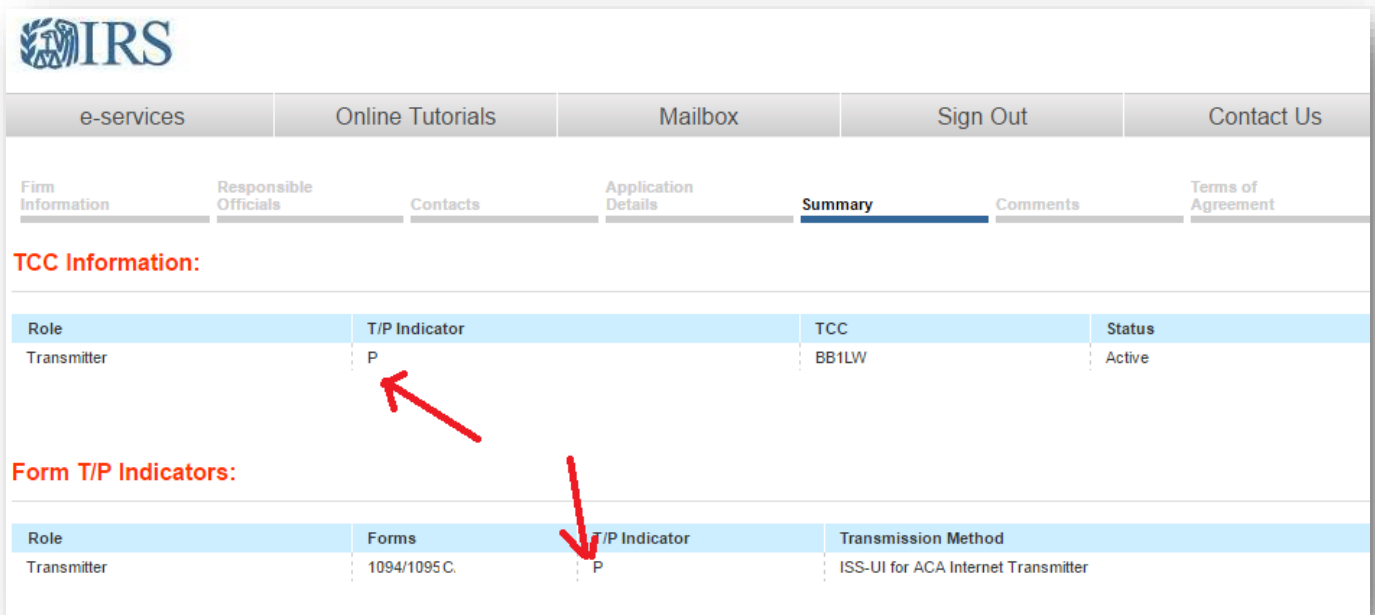 IRS
e-services Online Tutorials Mailbox Sign Out Contact Us
Firm Information Responsible Officials Contacts Application Details Summary Comments Terms of Agreement
TCC Information:
Role T/P Indicator TCC Status
Transmitter P BB1LW Active
Form T/P Indicators:
Role Forms T/P Indicator Transmission Method
Transmitter 1094/1095C. P ISS-UI for ACA Internet Transmitter